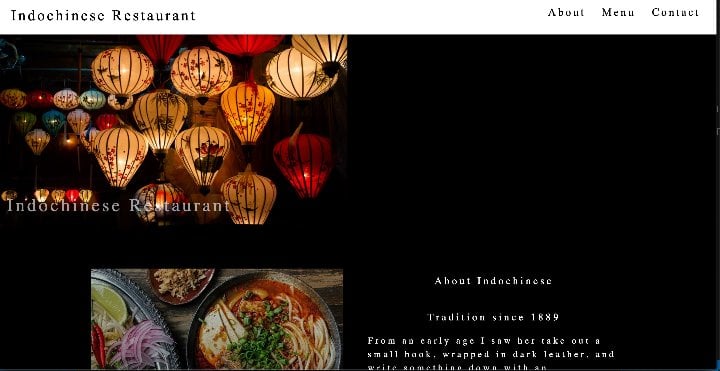 Indochinese Restaurant
About Menu Contact
Indochinese Restaurant
About Indochinese
Tradition since 1889
From an early age I saw her take out a
small book, wrapped in dark leather, and
write something down with an